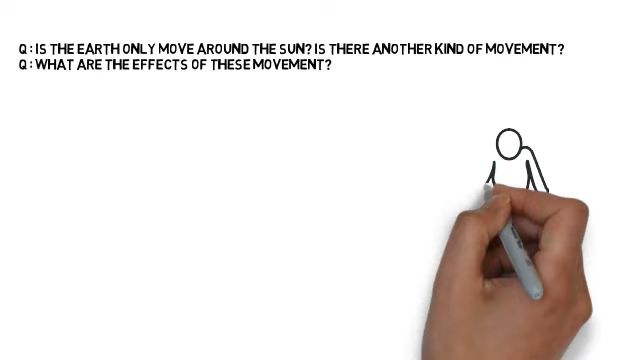 Q : IS THE EARTH ONLY MOVE AROUND THE SUN? IS THERE ANOTHER KIND OF MOVEMENT?
Q : WHAT ARE THE EFFECTS OF THESE MOVEMENT?